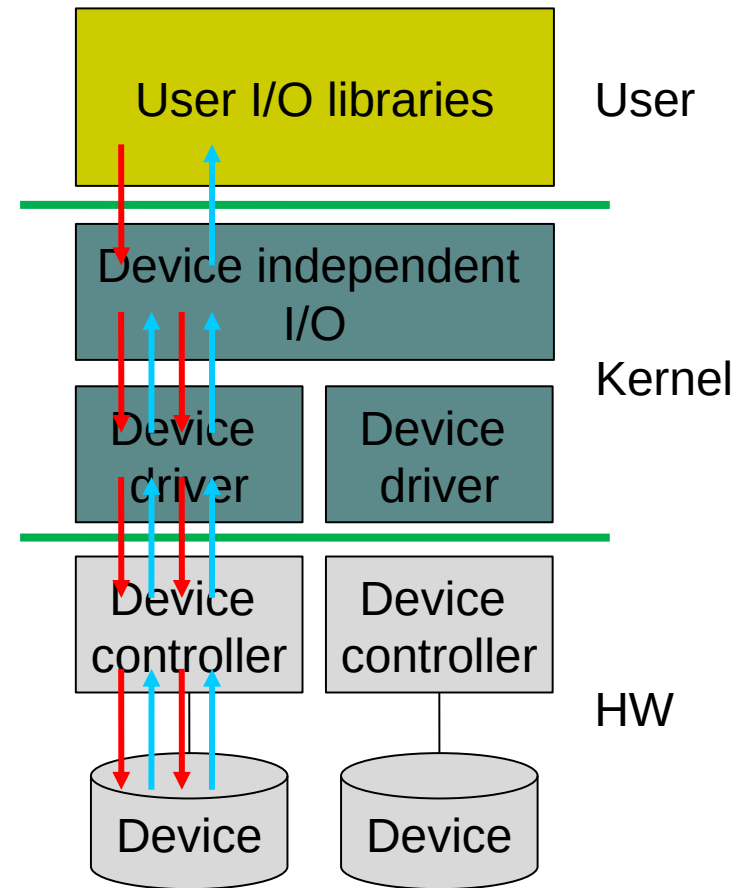 User I/O libraries
User
Device independent
I/O
Kernel
Device
driver
Device
driver
Device
controller
Device
controller
HW
Device
Device